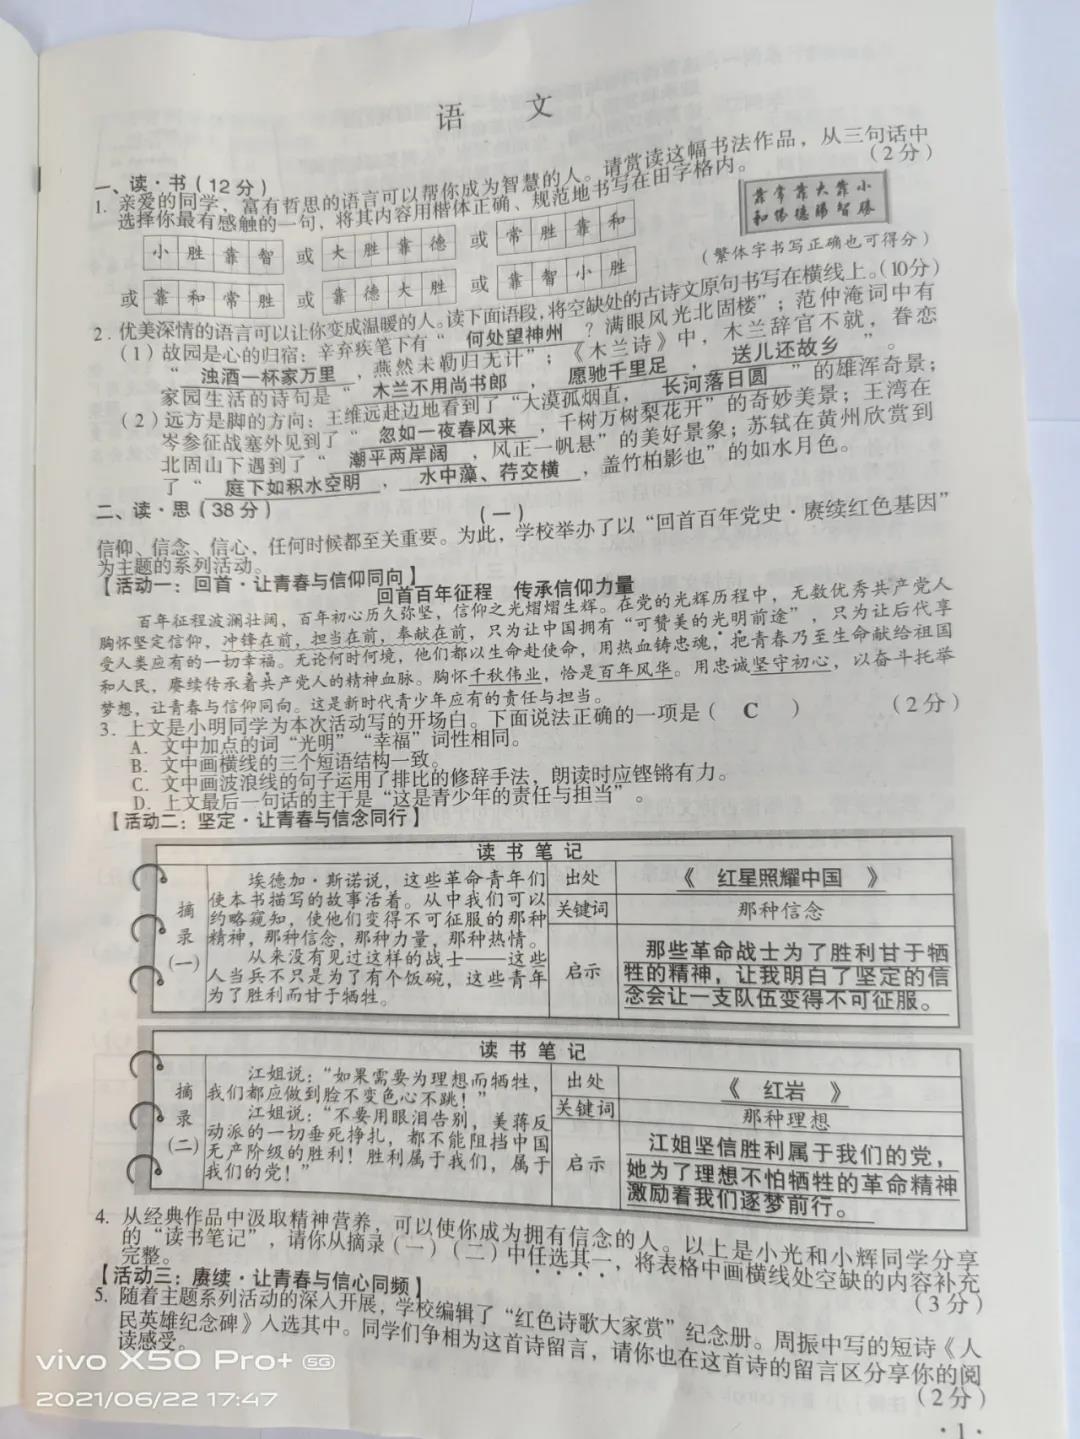 语 文
一、读·书(12分)
1. 亲爱的同学，富有哲思的语言可以帮你成为智慧的人。请赏读这幅书法作品，从三句话中
选择你最有感触的一句，将其内容用楷体正确、规范地书写在田字格内。 (2分)
小胜靠智 或 大胜靠德 或 常胜靠和
靠常靠大靠小
和胜德胜智胜
(繁体字书写正确也可得分)
或 靠和常胜 或 靠德大胜 或 靠智小胜
2. 优美深情的语言可以让你变成温暖的人。读下面语段，将空缺处的古诗文原句书写在横线上。(10分)
(1)故园是心的归宿：辛弃疾笔下有“ 何处望神州 ？满眼风光北固楼”；范仲淹词中有
“ 浊酒一杯家万里 ，燕然未勒归无计”；《木兰诗》中，木兰辞官不就，眷恋
家园生活的诗句是“ 木兰不用尚书郎 ， 愿驰千里足 ， 送儿还故乡 ”。
(2)远方是脚的方向：王维远赴边地看到了“大漠孤烟直， 长河落日圆 ”的雄浑奇景；
岑参征战塞外见到了“ 忽如一夜春风来 ，千树万树梨花开”的奇妙美景；王湾在
北固山下遇到了“ 潮平两岸阔 ，风正一帆悬”的美好景象；苏轼在黄州欣赏到
了“ 庭下如积水空明 ， 水中藻、荇交横 ，盖竹柏影也”的如水月色。
二、读·思(38分)
(一)
信仰、信念、信心，任何时候都至关重要。为此，学校举办了以“回首百年党史·赓续红色基因”
为主题的系列活动。
【活动一：回首·让青春与信仰同向】
回首百年征程 传承信仰力量
百年征程波澜壮阔，百年初心历久弥坚，信仰之光熠熠生辉。在党的光辉历程中，无数优秀共产党人
胸怀坚定信仰，冲锋在前，担当在前，奉献在前，只为让中国拥有“可赞美的光明前途”，只为让后代享
受人类应有的一切幸福。无论何时何境，他们都以生命赴使命，用热血铸忠魂，把青春乃至生命献给祖国
和人民，赓续传承着共产党人的精神血脉。胸怀千秋伟业，恰是百年风华。用忠诚坚守初心，以奋斗托举
梦想，让青春与信仰同向。这是新时代青少年应有的责任与担当。
3. 上文是小明同学为本次活动写的开场白。下面说法正确的一项是( C ) (2分)
A. 文中加点的词“光明”“幸福”词性相同。
B. 文中画横线的三个短语结构一致。
C. 文中画波浪线的句子运用了排比的修辞手法，朗读时应铿锵有力。
D. 上文最后一句话的主干是“这是青少年的责任与担当”。
【活动二：坚定·让青春与信念同行】
读书笔记
摘录(一)
埃德加·斯诺说，这些革命青年们
使本书描写的故事活着。从中我们可以
约略窥知，使他们变得不可征服的那种
精神，那种信念，那种力量，那种热情。
从来没有见过这样的战士——这些
人当兵不只是为了有个饭碗，这些青年
为了胜利而甘于牺牲。
出处 《 红星照耀中国 》
关键词 那种信念
启示
那些革命战士为了胜利甘于牺
牲的精神，让我明白了坚定的信
念会让一支队伍变得不可征服。
读书笔记
摘录(二)
江姐说：“如果需要为理想而牺牲，
我们都应做到脸不变色心不跳！”
江姐说：“不要用眼泪告别，美蒋反
动派的一切垂死挣扎，都不能阻挡中国
无产阶级的胜利！胜利属于我们，属于
我们的党！”
出处 《 红岩 》
关键词 那种理想
启示
江姐坚信胜利属于我们的党，
她为了理想不怕牺牲的革命精神
激励着我们逐梦前行。
4. 从经典作品中汲取精神营养，可以使你成为拥有信念的人。以上是小光和小辉同学分享
的“读书笔记”，请你从摘录(一)(二)中任选其一，将表格中画横线处空缺的内容补充
完整。 (3分)
【活动三：赓续·让青春与信心同频】
5. 随着主题系列活动的深入开展，学校编辑了“红色诗歌大家赏”纪念册。周振中写的短诗《人
民英雄纪念碑》入选其中。同学们争相为这首诗留言，请你也在这首诗的留言区分享你的阅
读感受。 (2分)
·1·
vivo X50 Pro+ 5G
2021/06/22 17:47